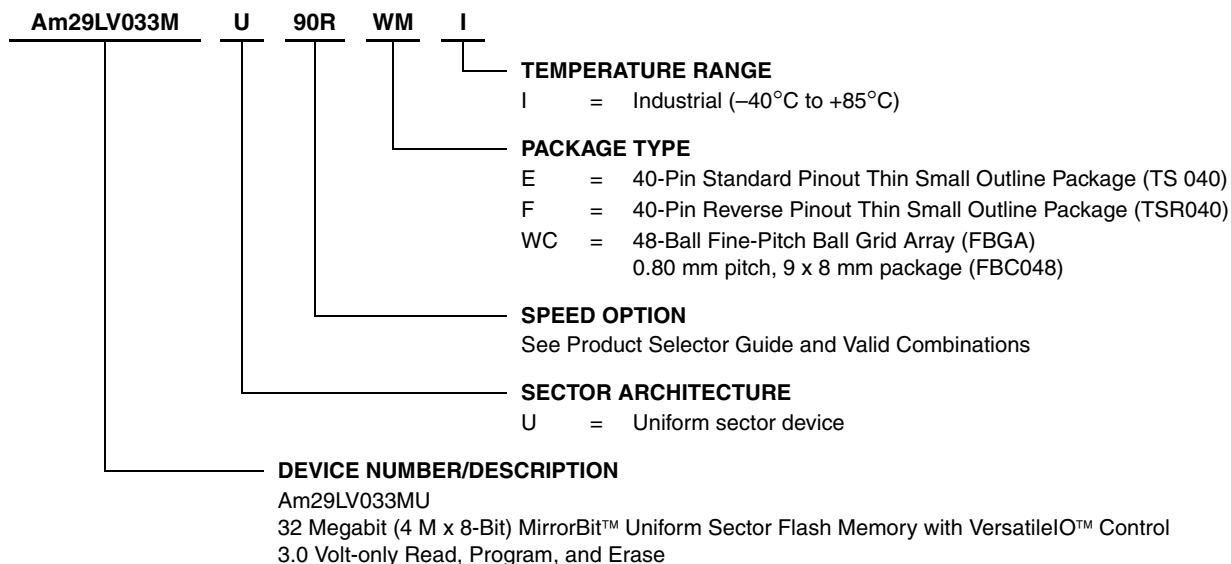 Am29LV033M U 90R WM I
TEMPERATURE RANGE
I = Industrial (–40°C to +85°C)
PACKAGE TYPE
E = 40-Pin Standard Pinout Thin Small Outline Package (TS 040)
F = 40-Pin Reverse Pinout Thin Small Outline Package (TSR040)
WC = 48-Ball Fine-Pitch Ball Grid Array (FBGA)
0.80 mm pitch, 9 x 8 mm package (FBC048)
SPEED OPTION
See Product Selector Guide and Valid Combinations
SECTOR ARCHITECTURE
U = Uniform sector device
DEVICE NUMBER/DESCRIPTION
Am29LV033MU
32 Megabit (4 M x 8-Bit) MirrorBit™ Uniform Sector Flash Memory with VersatileIO™ Control
3.0 Volt-only Read, Program, and Erase